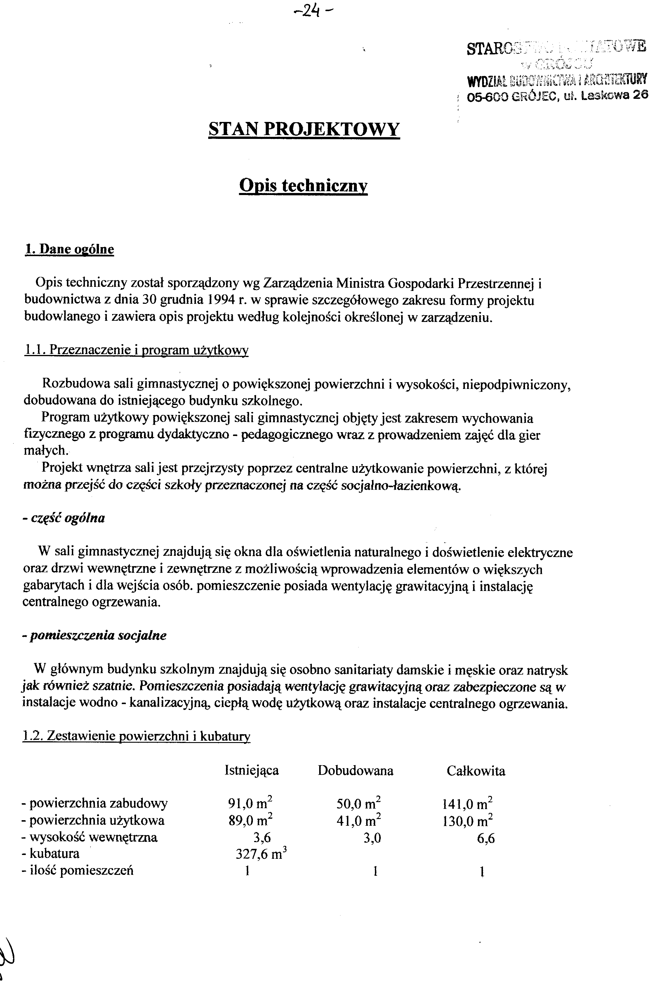 -24-
STAROSTWO POWIATOWE
w GRÓJCU
WYDZIAŁ BUDOWNICTWA I ARCHITEKTURY
05-600 GRÓJEC, ul. Laskowa 26
STAN PROJEKTOWY
Opis techniczny
1. Dane ogólne
Opis techniczny został sporządzony wg Zarządzenia Ministra Gospodarki Przestrzennej i
budownictwa z dnia 30 grudnia 1994 r. w sprawie szczegółowego zakresu formy projektu
budowlanego i zawiera opis projektu według kolejności określonej w zarządzeniu.
1.1. Przeznaczenie i program użytkowy
Rozbudowa sali gimnastycznej o powiększonej powierzchni i wysokości, niepodpiwniczony,
dobudowana do istniejącego budynku szkolnego.
Program użytkowy powiększonej sali gimnastycznej objęty jest zakresem wychowania
fizycznego z programu dydaktyczno - pedagogicznego wraz z prowadzeniem zajęć dla gier
małych.
Projekt wnętrza sali jest przejrzysty poprzez centralne użytkowanie powierzchni, z której
można przejść do części szkoły przeznaczonej na część socjalno-łazienkową.
- część ogólna
W sali gimnastycznej znajdują się okna dla oświetlenia naturalnego i doświetlenie elektryczne
oraz drzwi wewnętrzne i zewnętrzne z możliwością wprowadzenia elementów o większych
gabarytach i dla wejścia osób. pomieszczenie posiada wentylację grawitacyjną i instalację
centralnego ogrzewania.
- pomieszczenia socjalne
W głównym budynku szkolnym znajdują się osobno sanitariaty damskie i męskie oraz natrysk
jak również szatnie. Pomieszczenia posiadają wentylację grawitacyjną oraz zabezpieczone są w
instalacje wodno - kanalizacyjną, ciepłą wodę użytkową oraz instalacje centralnego ogrzewania.
1.2. Zestawienie powierzchni i kubatury
Istniejąca Dobudowana Całkowita
- powierzchnia zabudowy 91,0 m² 50,0 m² 141,0 m²
- powierzchnia użytkowa 89,0 m² 41,0 m² 130,0 m²
- wysokość wewnętrzna 3,6 3,0 6,6
- kubatura 327,6 m³
- ilość pomieszczeń 1 1 1